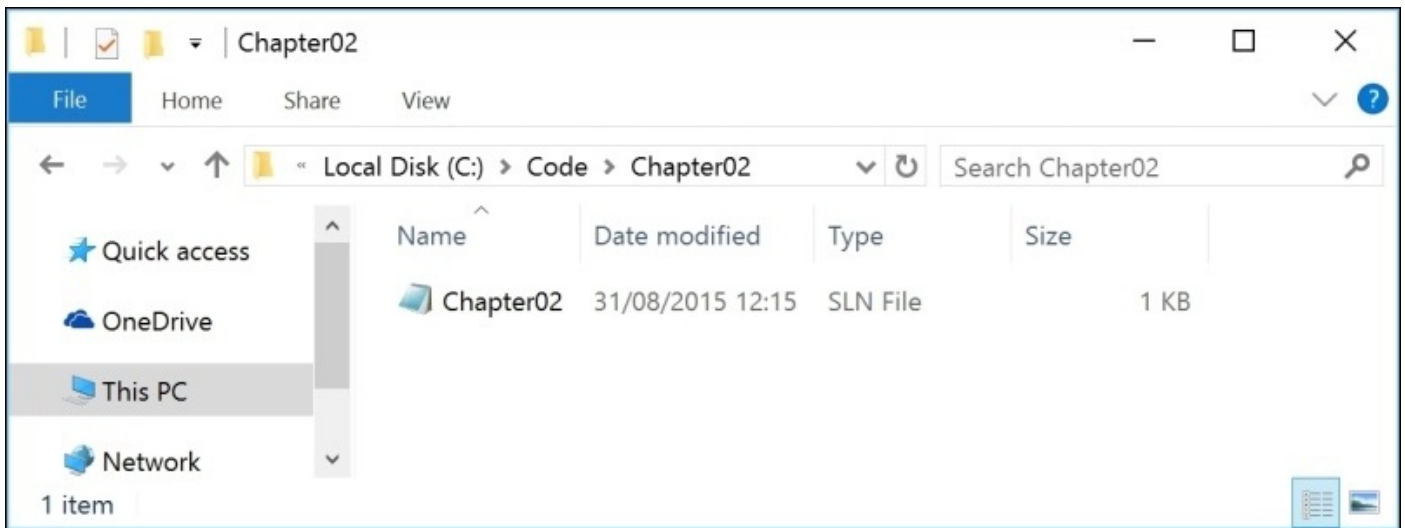 Chapter02
File Home Share View
« Local Disk (C:) > Code > Chapter02 Search Chapter02
Name Date modified Type Size
Quick access
Chapter02 31/08/2015 12:15 SLN File 1 KB
OneDrive
This PC
Network
1 item